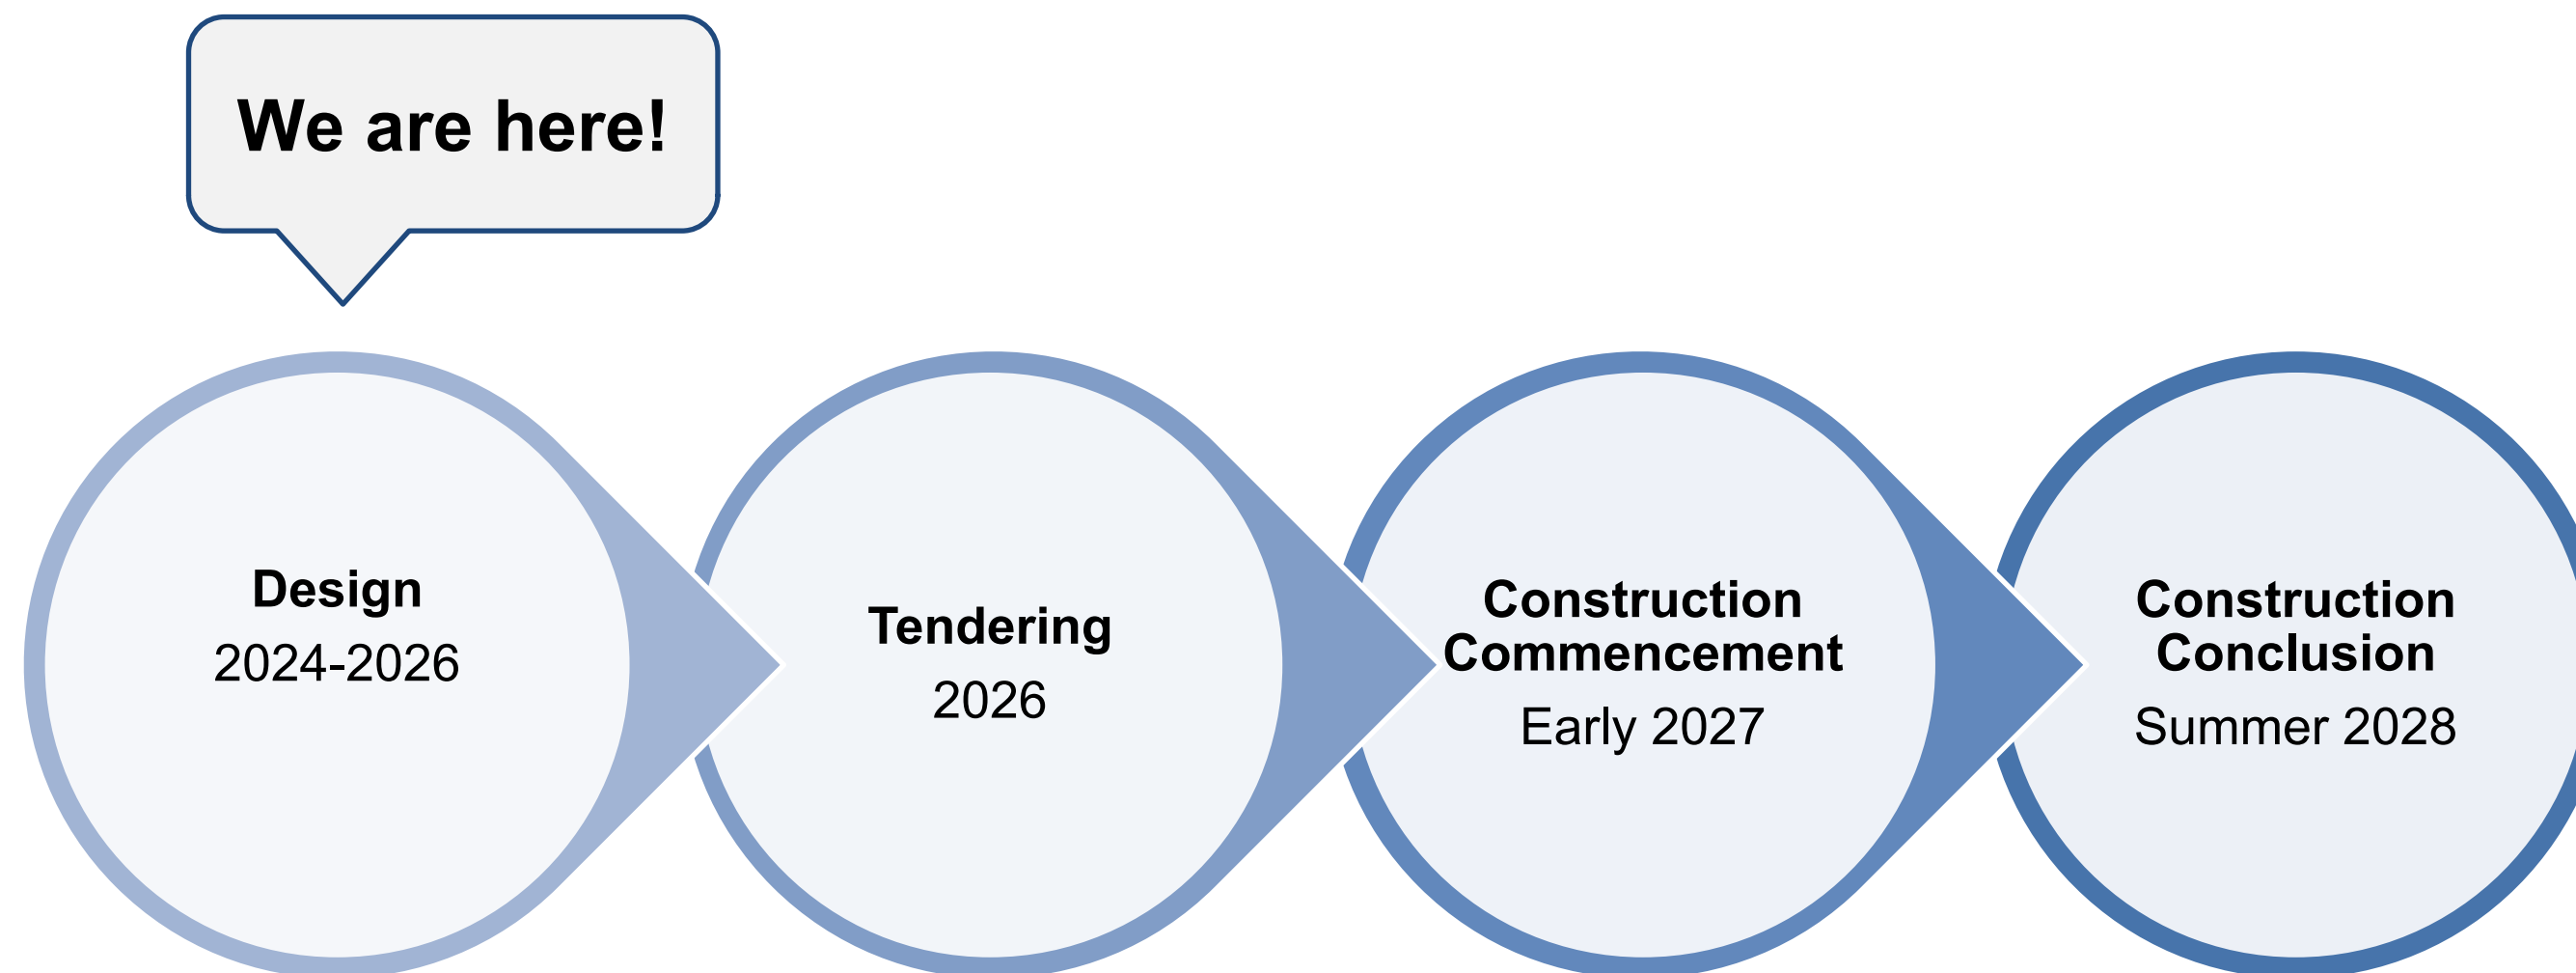 We are here!
Design
2024-2026
Tendering
2026
Construction
Commencement
Early 2027
Construction
Conclusion
Summer 2028